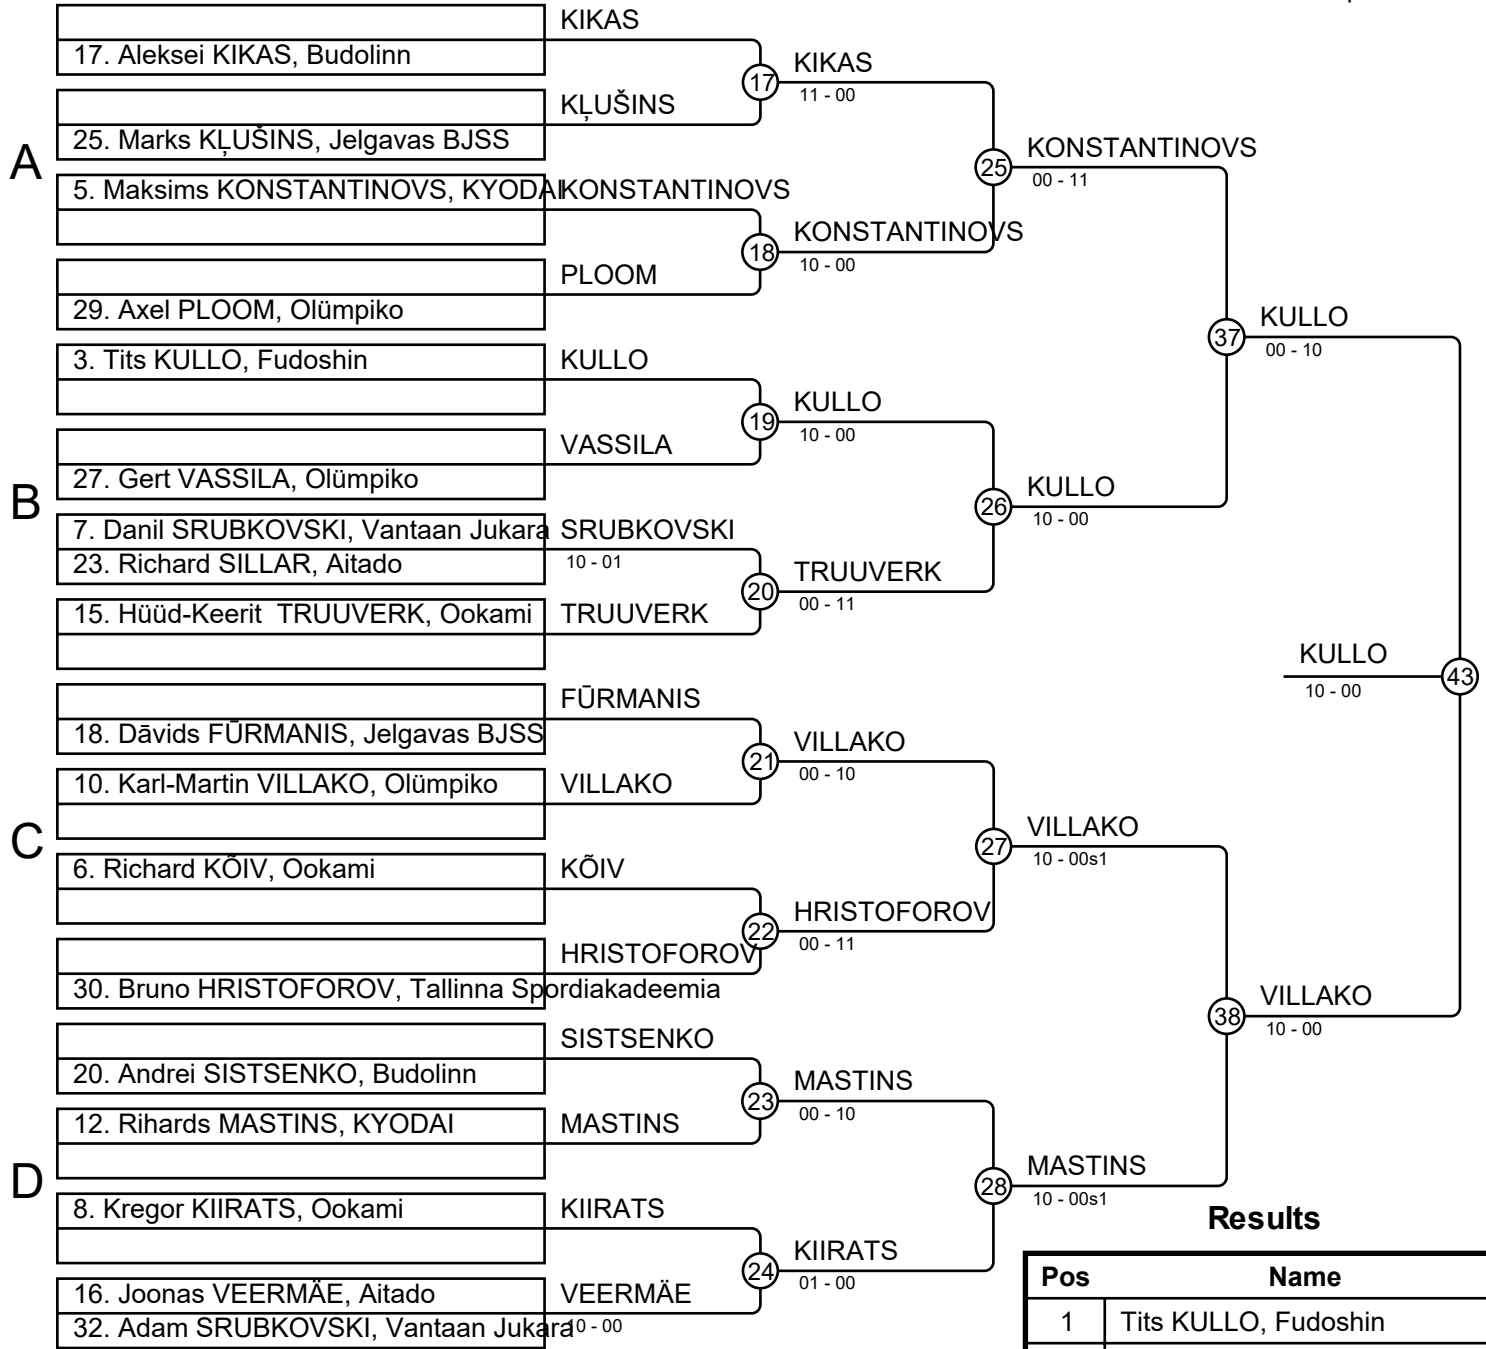 KIKAS
17. Aleksei KIKAS, Budolinn
17
KIKAS
11 - 00
KĻUŠINS
25. Marks KĻUŠINS, Jelgavas BJSS
A
25
KONSTANTINOVS
00 - 11
5. Maksims KONSTANTINOVS, KYODAI
KONSTANTINOVS
18
KONSTANTINOVS
10 - 00
PLOOM
29. Axel PLOOM, Olümpiko
37
KULLO
00 - 10
3. Tits KULLO, Fudoshin
KULLO
19
KULLO
10 - 00
VASSILA
27. Gert VASSILA, Olümpiko
B
26
KULLO
10 - 00
7. Danil SRUBKOVSKI, Vantaan Jukara
SRUBKOVSKI
23. Richard SILLAR, Aitado
10 - 01
20
TRUUVERK
00 - 11
15. Hüüd-Keerit TRUUVERK, Ookami
TRUUVERK
KULLO
10 - 00
43
FŪRMANIS
18. Dāvids FŪRMANIS, Jelgavas BJSS
21
VILLAKO
00 - 10
10. Karl-Martin VILLAKO, Olümpiko
VILLAKO
C
27
VILLAKO
10 - 00s1
6. Richard KÕIV, Ookami
KÕIV
22
HRISTOFOROV
00 - 11
HRISTOFOROV
30. Bruno HRISTOFOROV, Tallinna Spordiakadeemia
38
VILLAKO
10 - 00
SISTSENKO
20. Andrei SISTSENKO, Budolinn
23
MASTINS
00 - 10
12. Rihards MASTINS, KYODAI
MASTINS
D
28
MASTINS
10 - 00s1
8. Kregor KIIRATS, Ookami
KIIRATS
24
KIIRATS
01 - 00
16. Joonas VEERMÄE, Aitado
VEERMÄE
32. Adam SRUBKOVSKI, Vantaan Jukara
10 - 00
Results
Pos Name
1 Tits KULLO, Fudoshin